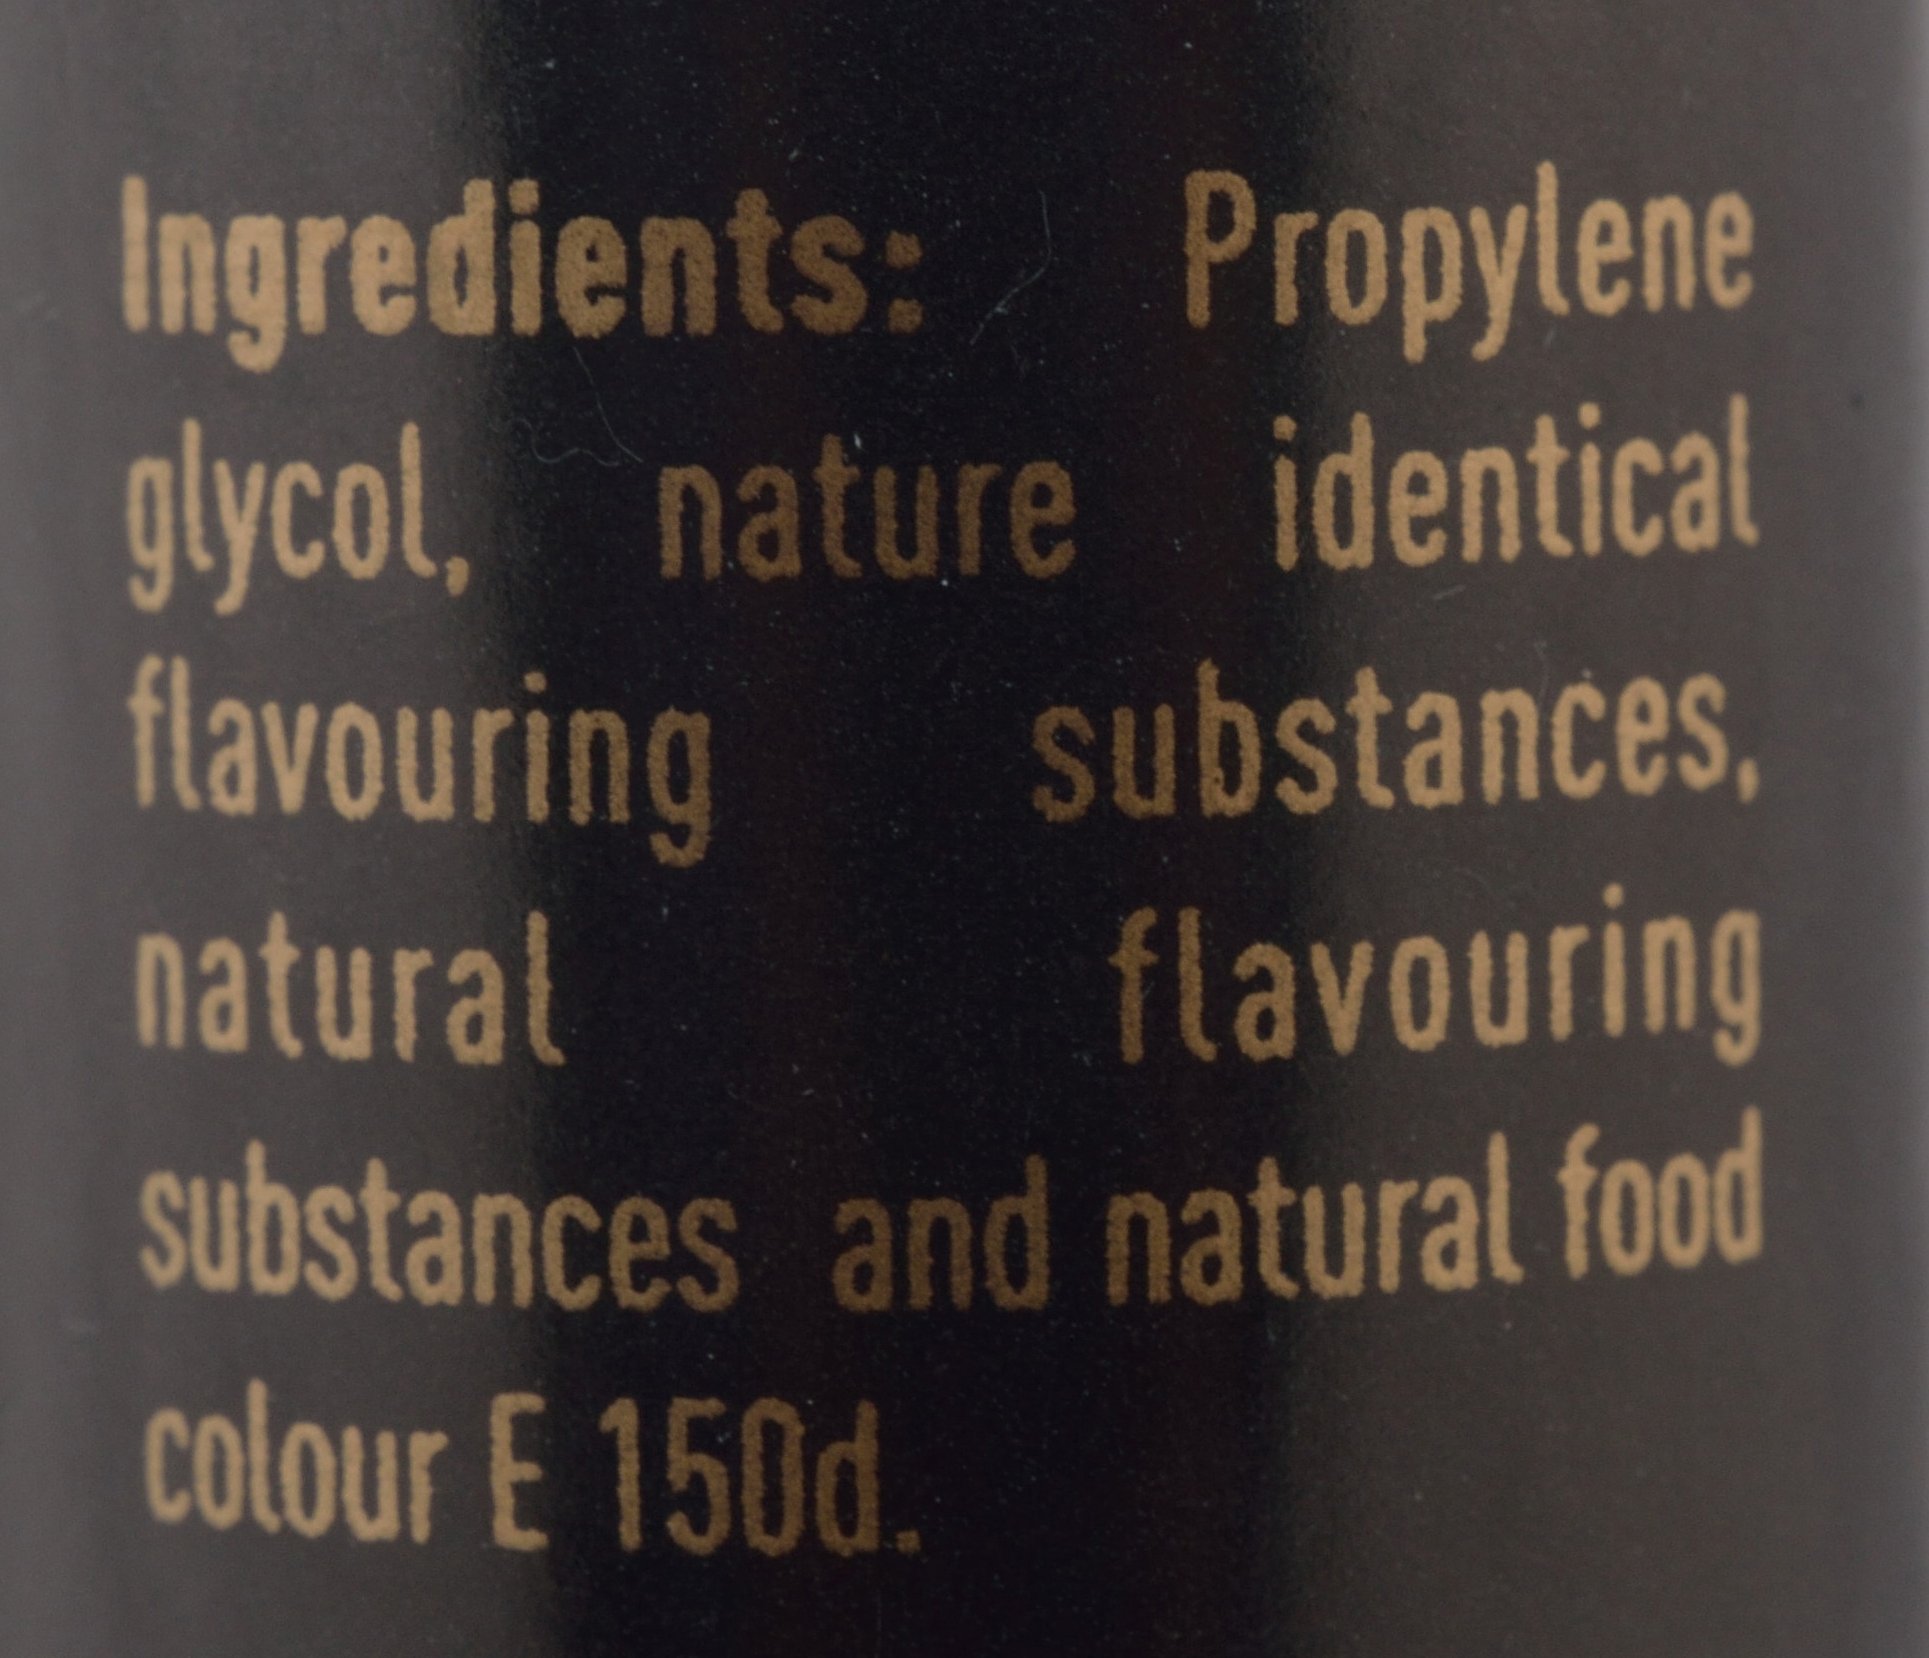 Ingredients: Propylene
glycol, nature identical
flavouring substances,
natural flavouring
substances and natural food
colour E 150d.